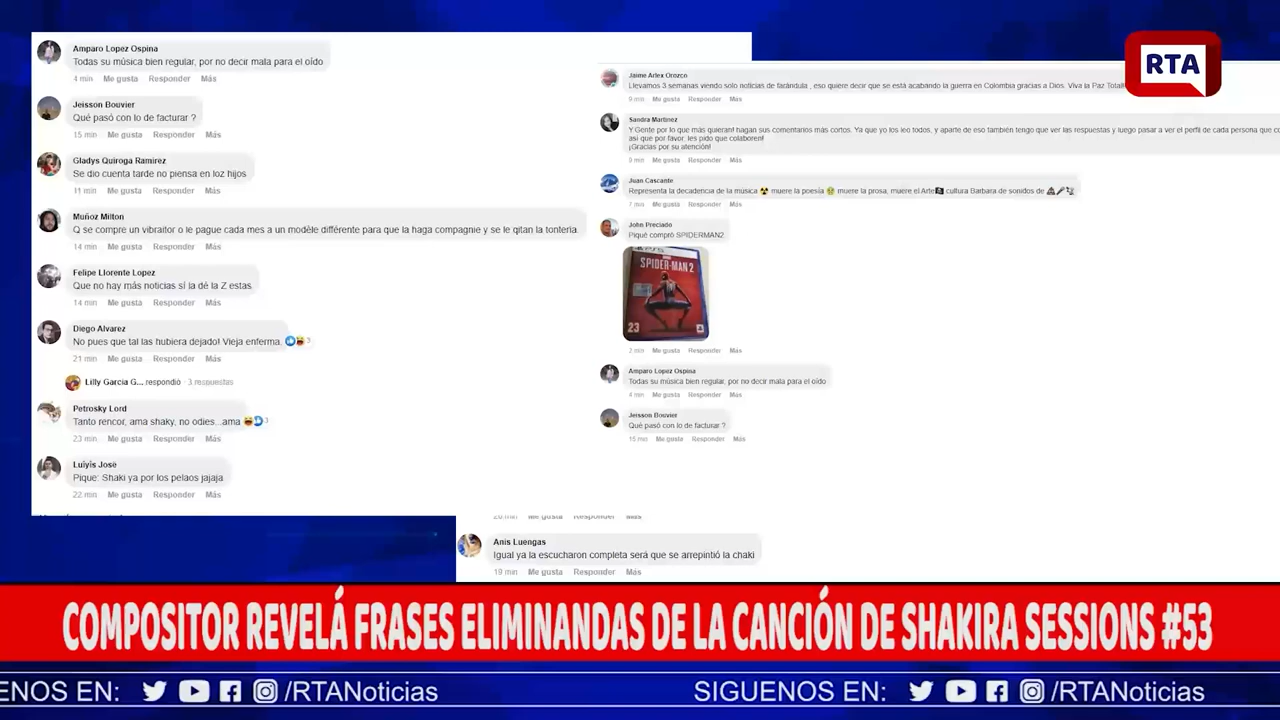 Amparo Lopez Ospina
Todas su música bien regular, por no decir mala para el oído
4 min Me gusta Responder Más
Jeisson Bouvier
Qué pasó con lo de facturar ?
15 min Me gusta Responder Más
Gladys Quiroga Ramirez
Se dio cuenta tarde no piensa en loz hijos
11 min Me gusta Responder Más
Muñoz Milton
Q se compre un vibraitor o le pague cada mes a un modèle différente para que la haga compagnie y se le qitan la tonteria.
14 min Me gusta Responder Más
Felipe Llorente Lopez
Que no hay más noticias sí la dé la Z estas
14 min Me gusta Responder Más
Diego Alvarez
No pues que tal las hubiera dejado! Vieja enferma. 3
21 min Me gusta Responder Más
Lilly Garcia G... respondió · 3 respuestas
Petrosky Lord
Tanto rencor, ama shaky, no odies...ama 3
23 min Me gusta Responder Más
Luiyis José
Pique: Shaki ya por los pelaos jajaja
22 min Me gusta Responder Más
Jaime Arlex Orozco
Llevamos 3 semanas viendo solo noticias de farándula , eso quiere decir que se está acabando la guerra en Colombia gracias a Dios. Viva la Paz Total!
9 min Me gusta Responder Más
Sandra Martinez
Y Gente por lo que más quieran! hagan sus comentarios más cortos. Ya que yo los leo todos, y aparte de eso también tengo que ver las respuestas y luego pasar a ver el perfil de cada persona que co
así que por favor, les pido que colaboren!
¡Gracias por su atención!
3 min Me gusta Responder Más
Juan Cascante
Representa la decadencia de la música ☢ muere la poesía muere la prosa, muere el Arte cultura Barbara de sonidos de
7 min Me gusta Responder Más
John Preciado
Piqué compró SPIDERMAN2
PS5
SPIDER-MAN 2
23
2 min Me gusta Responder Más
Amparo Lopez Ospina
Todas su música bien regular, por no decir mala para el oído
4 min Me gusta Responder Más
Jeisson Bouvier
Qué pasó con lo de facturar ?
15 min Me gusta Responder Más
20 min Me gusta Responder Más
Anis Luengas
Igual ya la escucharon completa será que se arrepintió la chaki
19 min Me gusta Responder Más
RTA
COMPOSITOR REVELÁ FRASES ELIMINANDAS DE LA CANCIÓN DE SHAKIRA SESSIONS #53
ENOS EN: /RTANoticias SIGUENOS EN: /RTANoticias